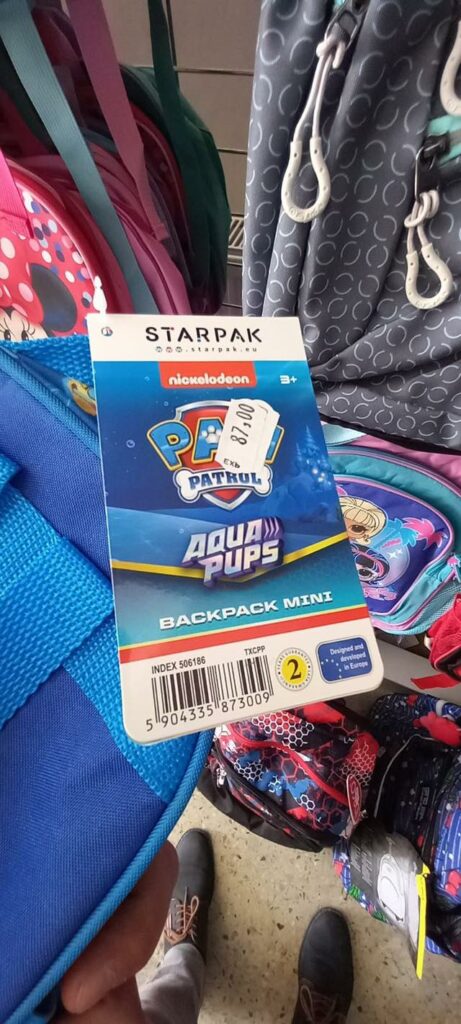 STARPAK
www.starpak.eu
nickelodeon
3+
PATROL
87,00
AQUA
PUPS
BACKPACK MINI
INDEX 506186
TXCPP
2
Designed and
developed
in Europe
5 904335 873009